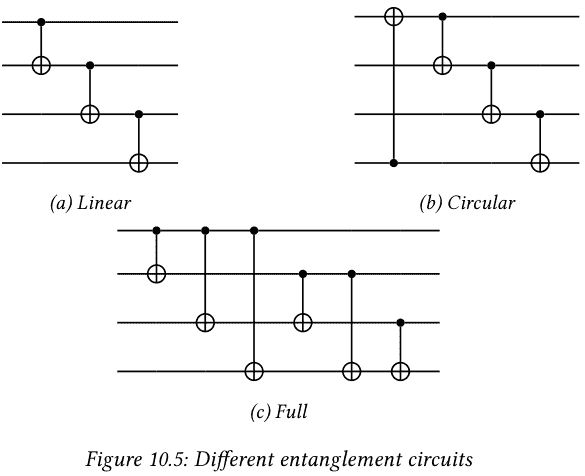 (a) Linear
(b) Circular
(c) Full
Figure 10.5: Different entanglement circuits